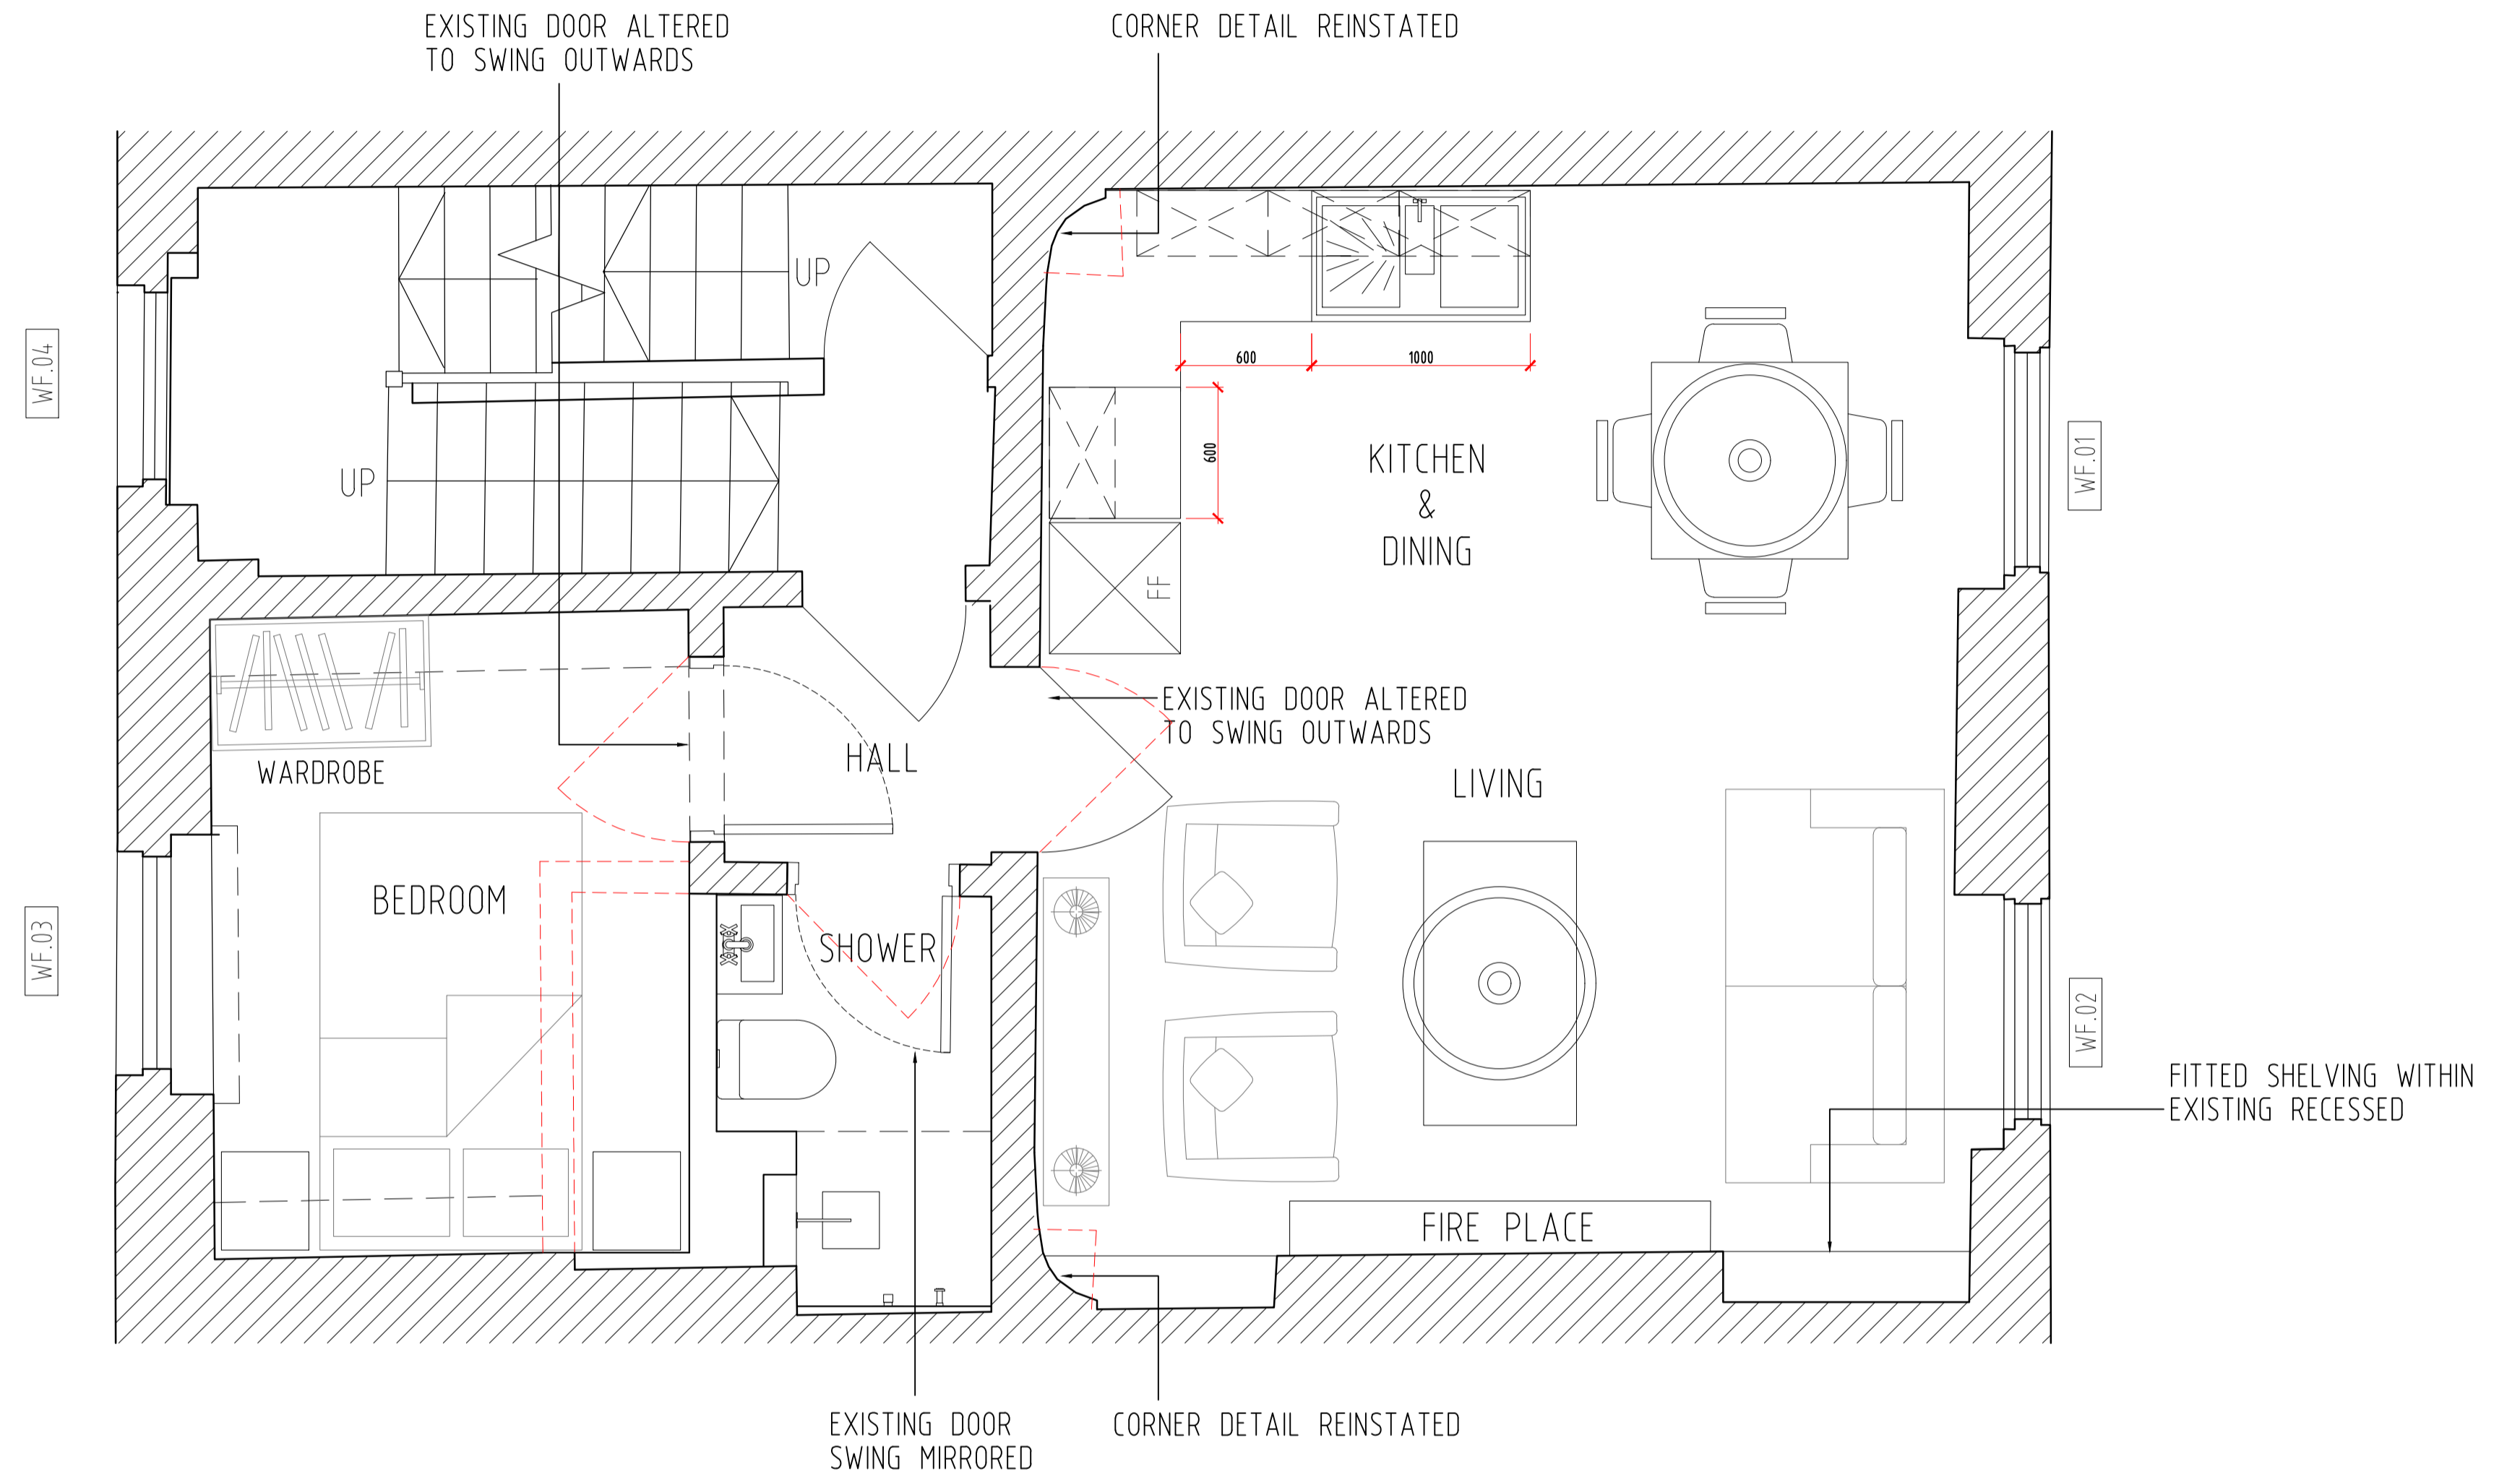 EXISTING DOOR ALTERED
TO SWING OUTWARDS
CORNER DETAIL REINSTATED
UP
WF.04
600
1000
600
KITCHEN
&
DINING
WF.01
UP
FF
EXISTING DOOR ALTERED
TO SWING OUTWARDS
HALL
WARDROBE
LIVING
BEDROOM
SHOWER
WF.03
WF.02
FITTED SHELVING WITHIN
EXISTING RECESSED
FIRE PLACE
EXISTING DOOR
SWING MIRRORED
CORNER DETAIL REINSTATED